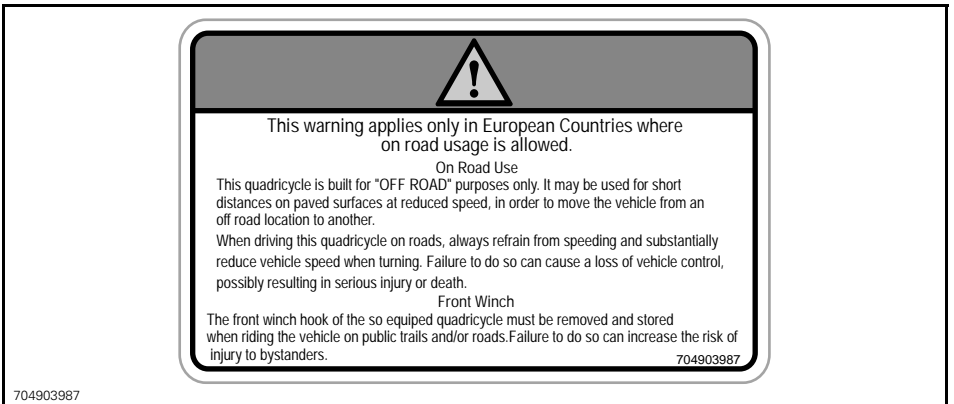 This warning applies only in European Countries where
on road usage is allowed.
On Road Use
This quadricycle is built for "OFF ROAD" purposes only. It may be used for short
distances on paved surfaces at reduced speed, in order to move the vehicle from an
off road location to another.
When driving this quadricycle on roads, always refrain from speeding and substantially
reduce vehicle speed when turning. Failure to do so can cause a loss of vehicle control,
possibly resulting in serious injury or death.
Front Winch
The front winch hook of the so equiped quadricycle must be removed and stored
when riding the vehicle on public trails and/or roads.Failure to do so can increase the risk of
injury to bystanders.
704903987
704903987